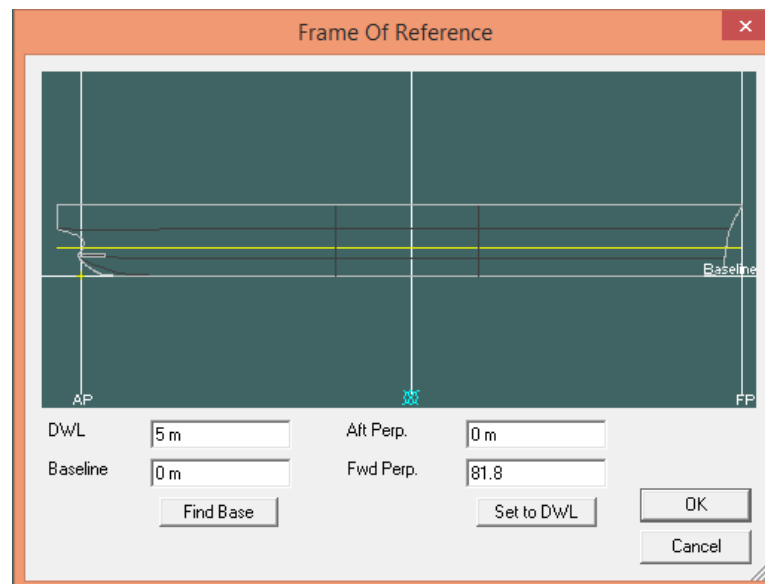 Frame Of Reference
Baseline
AP
FP
DWL
5 m
Aft Perp.
0 m
Baseline
0 m
Fwd Perp.
81.8
Find Base
Set to DWL
OK
Cancel